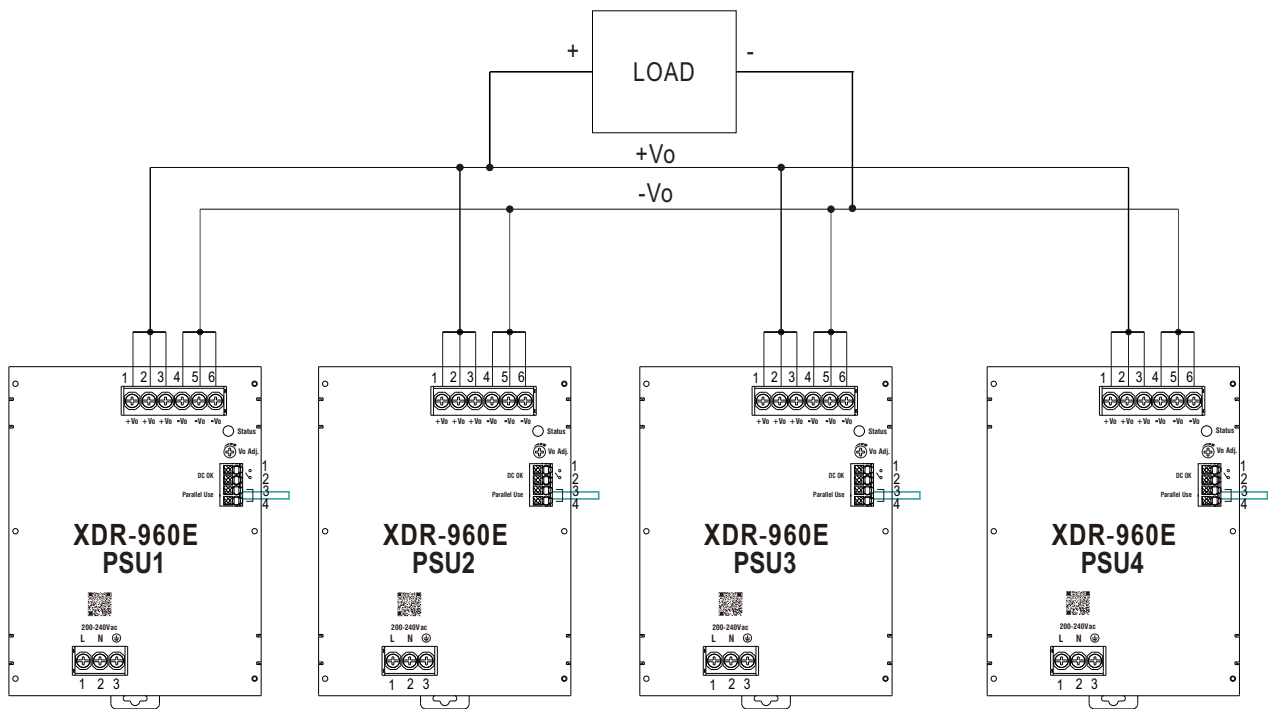 + LOAD -
+Vo
-Vo
1 2 3 4 5 6
+Vo +Vo +Vo -Vo -Vo -Vo
Status
Vo Adj.
1
DC OK 2
Parallel Use 3
4
XDR-960E
PSU1
200-240Vac
L N
1 2 3
1 2 3 4 5 6
+Vo +Vo +Vo -Vo -Vo -Vo
Status
Vo Adj.
1
DC OK 2
Parallel Use 3
4
XDR-960E
PSU2
200-240Vac
L N
1 2 3
1 2 3 4 5 6
+Vo +Vo +Vo -Vo -Vo -Vo
Status
Vo Adj.
1
DC OK 2
Parallel Use 3
4
XDR-960E
PSU3
200-240Vac
L N
1 2 3
1 2 3 4 5 6
+Vo +Vo +Vo -Vo -Vo -Vo
Status
Vo Adj.
1
DC OK 2
Parallel Use 3
4
XDR-960E
PSU4
200-240Vac
L N
1 2 3